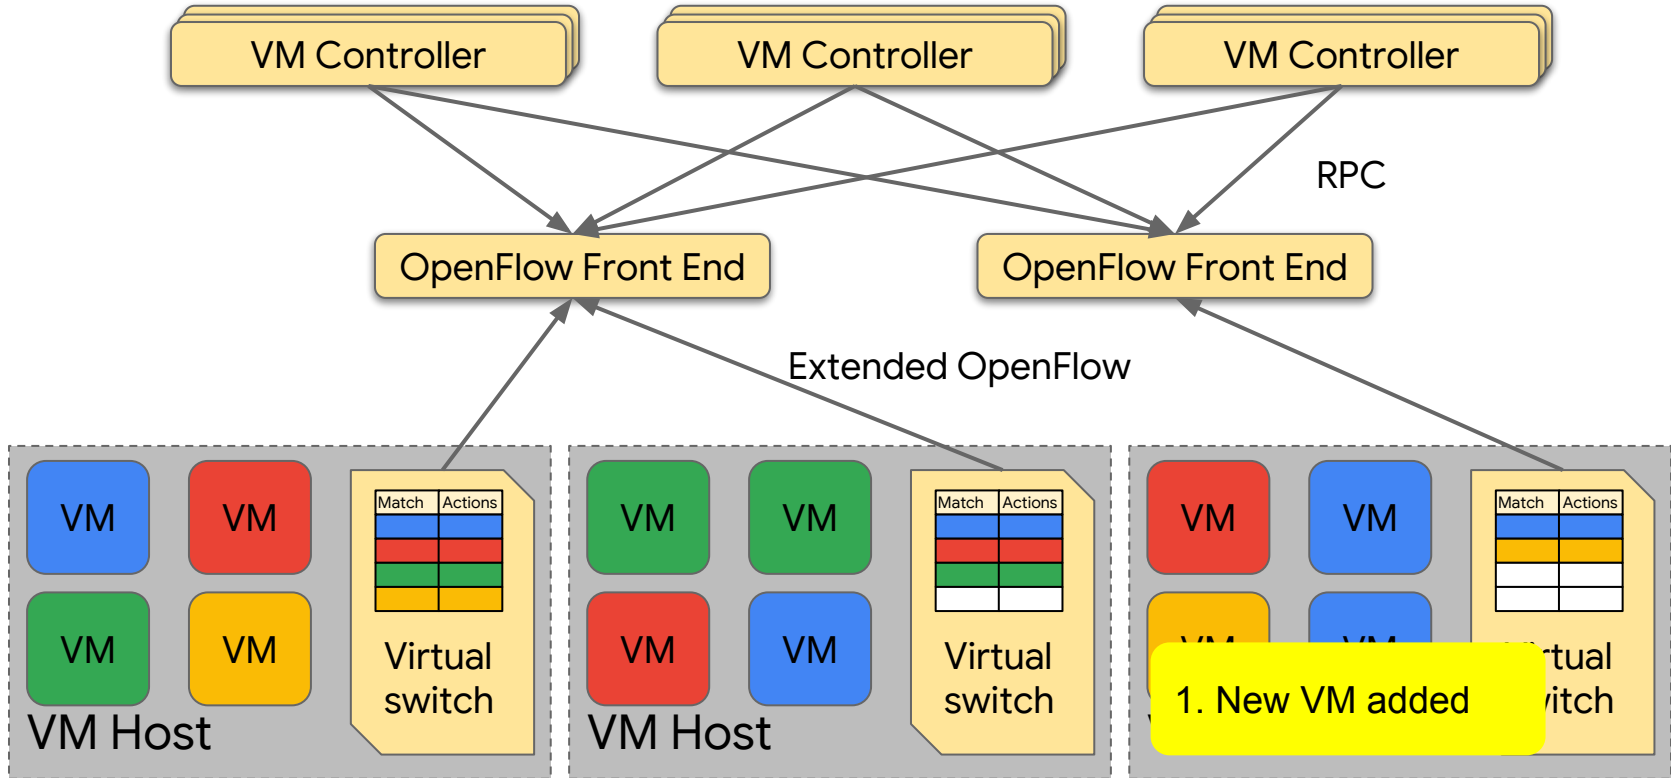 VM Controller
VM Controller
VM Controller
RPC
OpenFlow Front End
OpenFlow Front End
Extended OpenFlow
VM
VM
Match Actions
VM
VM
Virtual
switch
VM Host
VM
VM
Match Actions
VM
VM
Virtual
switch
VM Host
VM
VM
Match Actions
VM
VM
1. New VM added